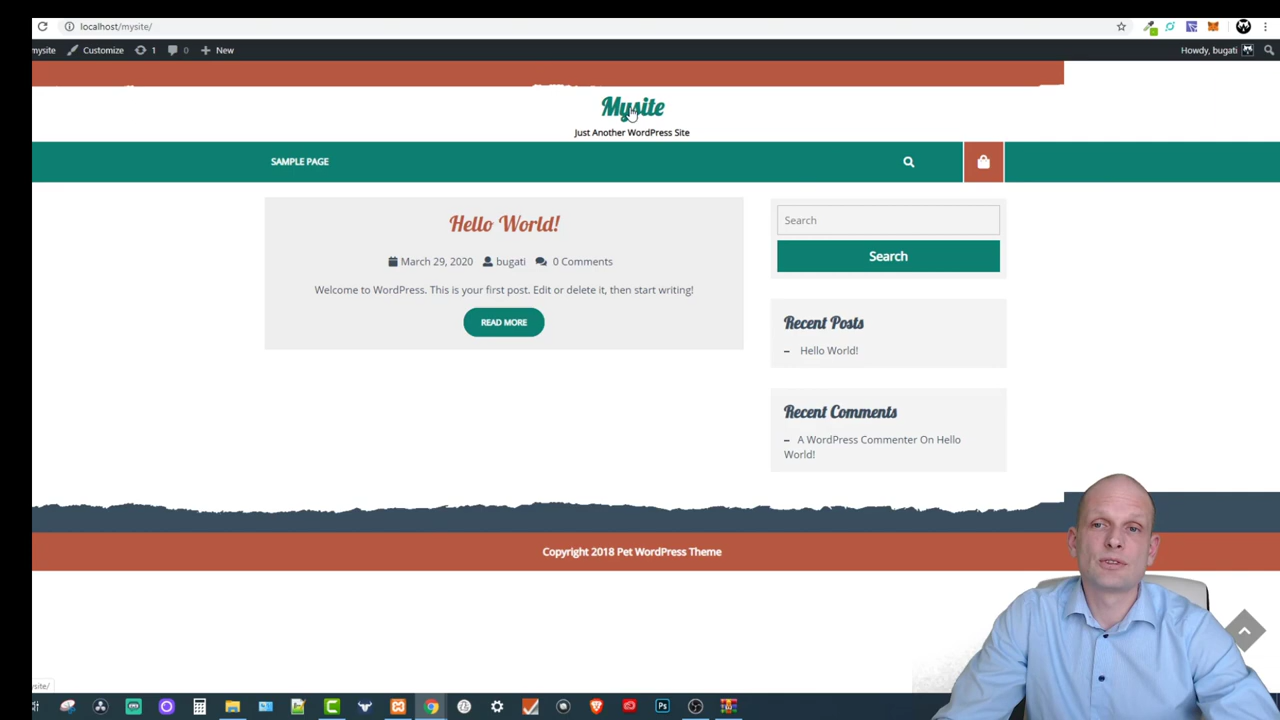 localhost/mysite/
mysite Customize 1 0 New Howdy, bugati
Mysite
Just Another WordPress Site
SAMPLE PAGE
Hello World!
March 29, 2020 bugati 0 Comments
Welcome to WordPress. This is your first post. Edit or delete it, then start writing!
READ MORE
Search
Search
Recent Posts
Hello World!
Recent Comments
A WordPress Commenter On Hello
World!
Copyright 2018 Pet WordPress Theme
ysite/
Ps